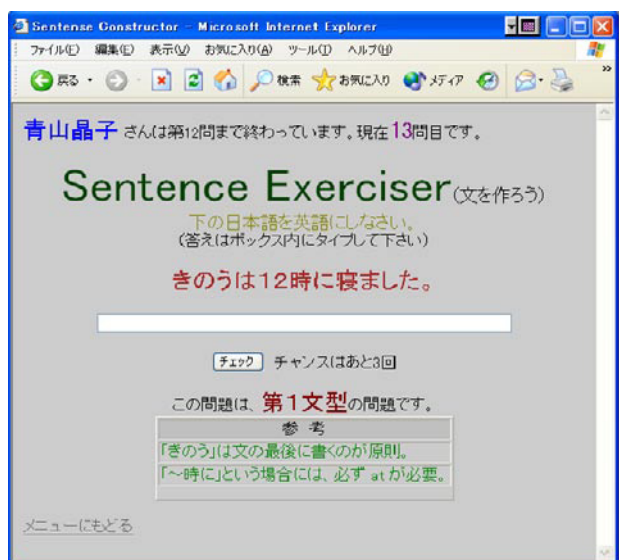 Sentense Constructor - Microsoft Internet Explorer
ファイル(F) 編集(E) 表示(V) お気に入り(A) ツール(T) ヘルプ(H)
戻る 検索 お気に入り メディア
青山晶子 さんは第12問まで終わっています。現在13問目です。
Sentence Exerciser(文を作ろう)
下の日本語を英語にしなさい。
(答えはボックス内にタイプして下さい)
きのうは12時に寝ました。
チェック チャンスはあと3回
この問題は、第1文型の問題です。
参 考
「きのう」は文の最後に書くのが原則。
「~時に」という場合には、必ず at が必要。
メニューにもどる